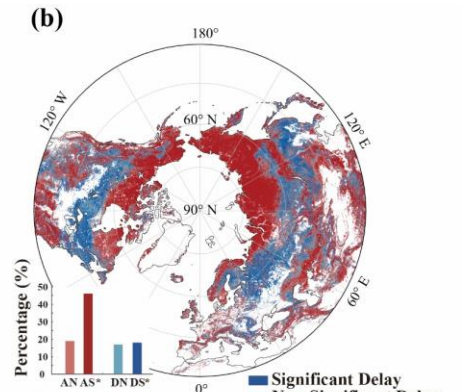 (b)
180°
120° W
120° E
60° N
90° N
60° E
0°
Percentage (%)
50
40
30
20
10
0
AN AS* DN DS*
Significant Delay